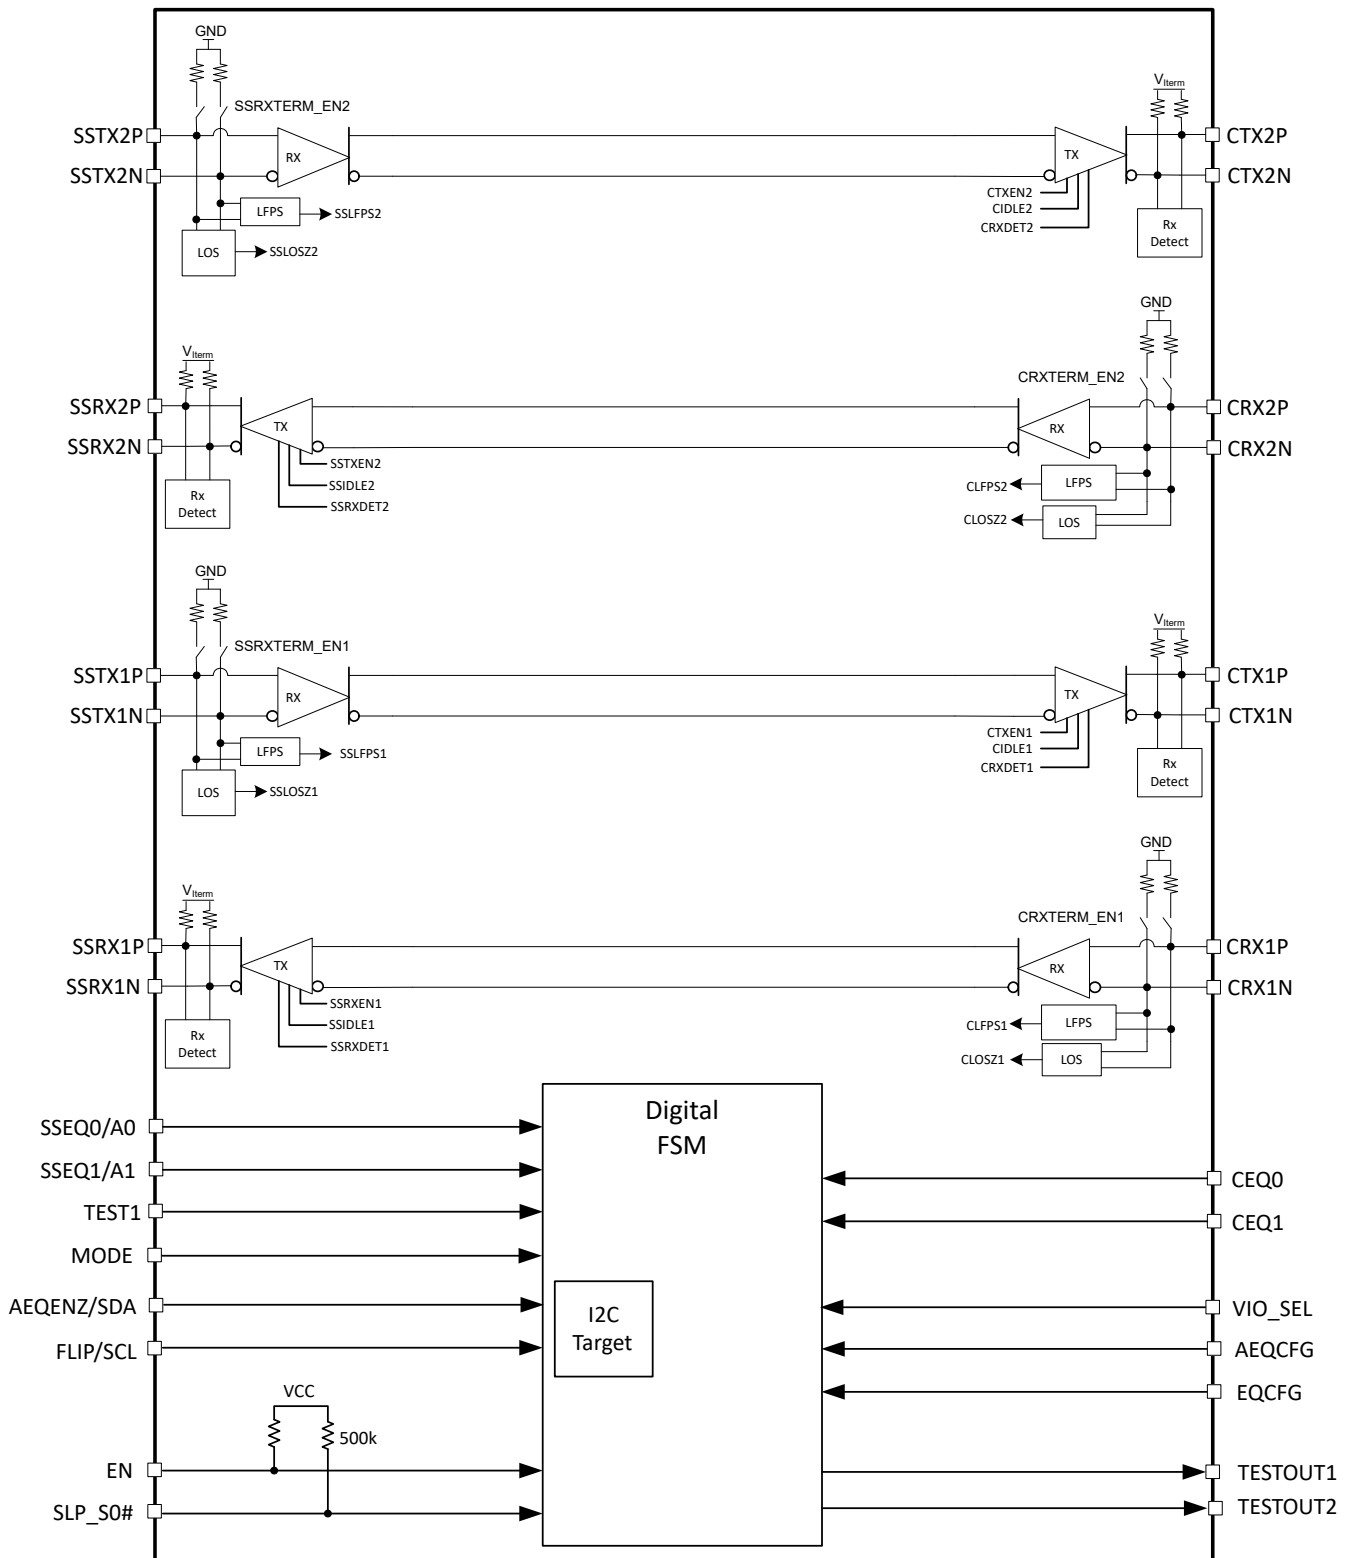 GND
SSRXTERM_EN2
SSTX2P
RX
SSTX2N
LFPS
SSLFPS2
LOS
SSLOSZ2
VIterm
CTX2P
TX
CTX2N
CTXEN2
CIDLE2
CRXDET2
Rx
Detect
VIterm
SSRX2P
TX
SSRX2N
SSTXEN2
SSIDLE2
SSRXDET2
Rx
Detect
GND
CRXTERM_EN2
CRX2P
RX
CRX2N
CLFPS2
LFPS
CLOSZ2
LOS
GND
SSRXTERM_EN1
SSTX1P
RX
SSTX1N
LFPS
SSLFPS1
LOS
SSLOSZ1
VIterm
CTX1P
TX
CTX1N
CTXEN1
CIDLE1
CRXDET1
Rx
Detect
VIterm
SSRX1P
TX
SSRX1N
SSRXEN1
SSIDLE1
SSRXDET1
Rx
Detect
GND
CRXTERM_EN1
CRX1P
RX
CRX1N
CLFPS1
LFPS
CLOSZ1
LOS
SSEQ0/A0
SSEQ1/A1
TEST1
MODE
AEQENZ/SDA
FLIP/SCL
VCC
500k
EN
SLP_S0#
Digital
FSM
I2C
Target
CEQ0
CEQ1
VIO_SEL
AEQCFG
EQCFG
TESTOUT1
TESTOUT2